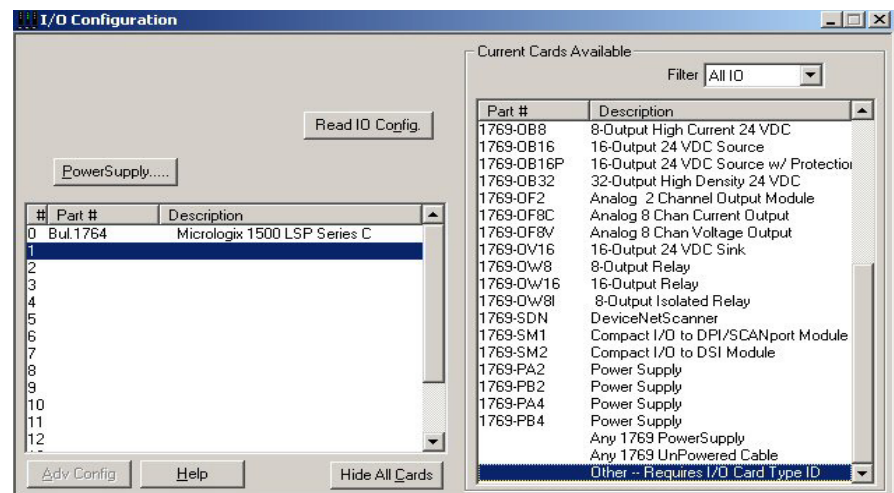 I/O Configuration
Read IO Config.
PowerSupply.....
# Part # Description
0 Bul.1764 Micrologix 1500 LSP Series C
1
2
3
4
5
6
7
8
9
10
11
12
Adv Config Help Hide All Cards
Current Cards Available
Filter All IO
Part # Description
1769-OB8 8-Output High Current 24 VDC
1769-OB16 16-Output 24 VDC Source
1769-OB16P 16-Output 24 VDC Source w/ Protection
1769-OB32 32-Output High Density 24 VDC
1769-OF2 Analog 2 Channel Output Module
1769-OF8C Analog 8 Chan Current Output
1769-OF8V Analog 8 Chan Voltage Output
1769-OV16 16-Output 24 VDC Sink
1769-OW8 8-Output Relay
1769-OW16 16-Output Relay
1769-OW8I 8-Output Isolated Relay
1769-SDN DeviceNetScanner
1769-SM1 Compact I/O to DPI/SCANport Module
1769-SM2 Compact I/O to DSI Module
1769-PA2 Power Supply
1769-PB2 Power Supply
1769-PA4 Power Supply
1769-PB4 Power Supply
Any 1769 PowerSupply
Any 1769 UnPowered Cable
Other -- Requires I/O Card Type ID